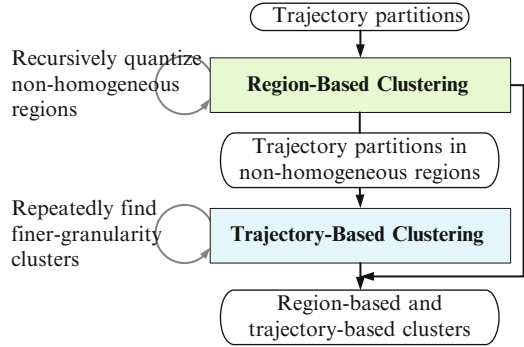 Trajectory partitions
Recursively quantize
non-homogeneous
regions
Region-Based Clustering
Trajectory partitions in
non-homogeneous regions
Repeatedly find
finer-granularity
clusters
Trajectory-Based Clustering
Region-based and
trajectory-based clusters